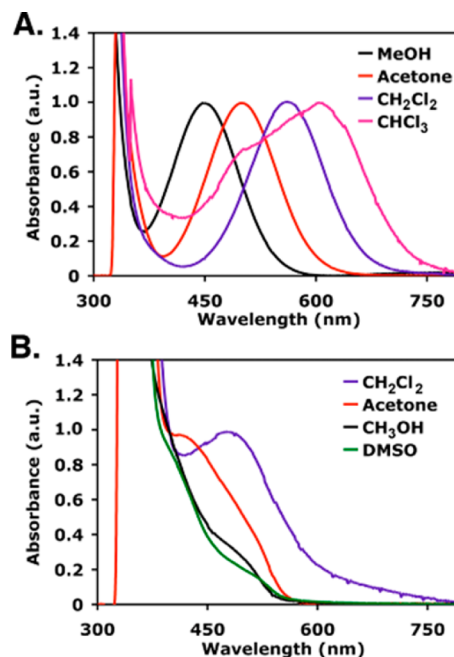 A.
1.4
1.2
1.0
0.8
0.6
0.4
0.2
0
Absorbance (a.u.)
MeOH
Acetone
CH2Cl2
CHCl3
300 450 600 750
Wavelength (nm)
B.
1.4
1.2
1.0
0.8
0.6
0.4
0.2
0
Absorbance (a.u.)
CH2Cl2
Acetone
CH3OH
DMSO
300 450 600 750
Wavelength (nm)